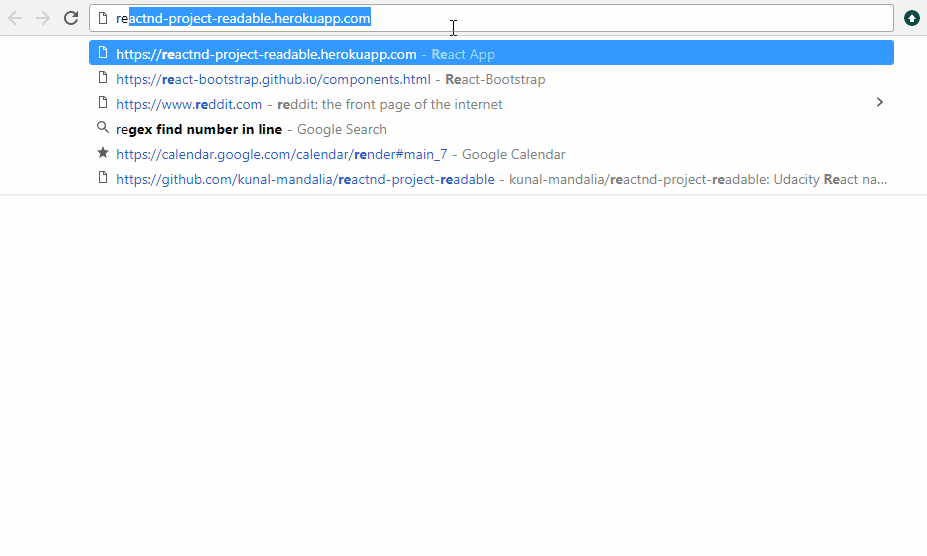 reactnd-project-readable.herokuapp.com
https://reactnd-project-readable.herokuapp.com - React App
https://react-bootstrap.github.io/components.html - React-Bootstrap
https://www.reddit.com - reddit: the front page of the internet
regex find number in line - Google Search
https://calendar.google.com/calendar/render#main_7 - Google Calendar
https://github.com/kunal-mandalia/reactnd-project-readable - kunal-mandalia/reactnd-project-readable: Udacity React na...